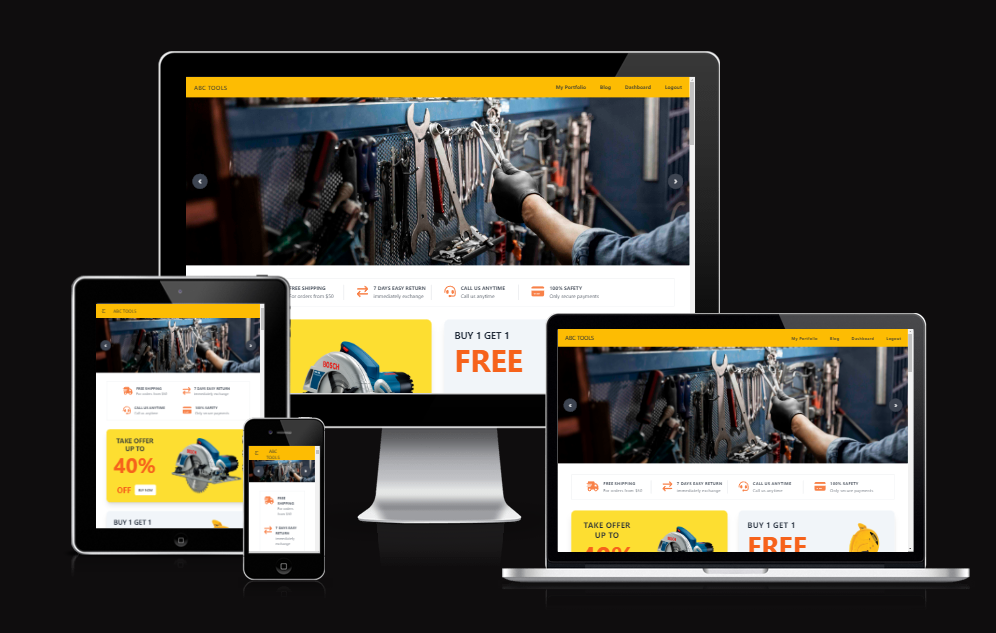 ABC TOOLS
My Portfolio
Blog
Dashboard
Logout
FREE SHIPPING
For orders from $50
7 DAYS EASY RETURN
immediately exchange
CALL US ANYTIME
Call us anytime
100% SAFETY
Only secure payments
BOSCH
BUY 1 GET 1
FREE
ABC TOOLS
FREE SHIPPING
For orders from $50
7 DAYS EASY RETURN
immediately exchange
CALL US ANYTIME
Call us anytime
100% SAFETY
Only secure payments
TAKE OFFER
UP TO
40%
OFF
BUY NOW
BUY 1 GET 1
ABC
TOOLS
FREE
SHIPPING
For orders
from $50
7 DAYS EASY
RETURN
immediately
exchange
ABC TOOLS
My Portfolio
Blog
Dashboard
Logout
FREE SHIPPING
For orders from $50
7 DAYS EASY RETURN
immediately exchange
CALL US ANYTIME
Call us anytime
100% SAFETY
Only secure payments
TAKE OFFER
UP TO
40%
BUY 1 GET 1
FREE